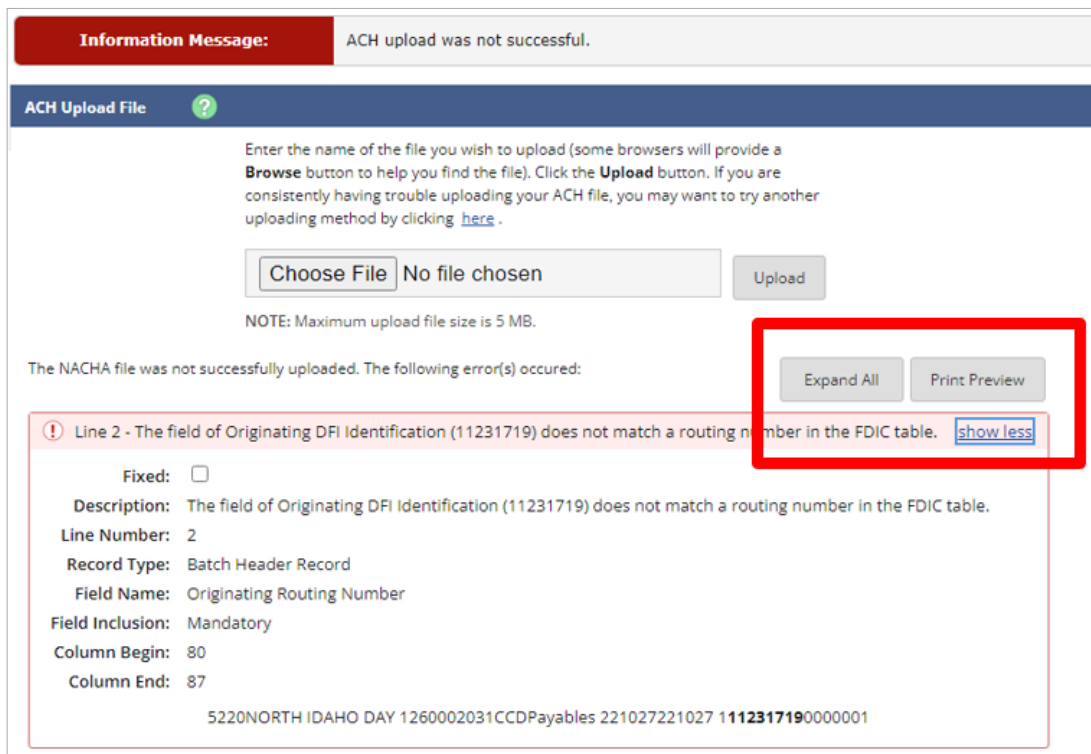 Information Message: ACH upload was not successful.
ACH Upload File ?
Enter the name of the file you wish to upload (some browsers will provide a
Browse button to help you find the file). Click the Upload button. If you are
consistently having trouble uploading your ACH file, you may want to try another
uploading method by clicking here .
Choose File No file chosen Upload
NOTE: Maximum upload file size is 5 MB.
The NACHA file was not successfully uploaded. The following error(s) occured: Expand All Print Preview
! Line 2 - The field of Originating DFI Identification (11231719) does not match a routing number in the FDIC table. show less
Fixed:
Description: The field of Originating DFI Identification (11231719) does not match a routing number in the FDIC table.
Line Number: 2
Record Type: Batch Header Record
Field Name: Originating Routing Number
Field Inclusion: Mandatory
Column Begin: 80
Column End: 87
5220NORTH IDAHO DAY 1260002031CCDPayables 221027221027 1112317190000001